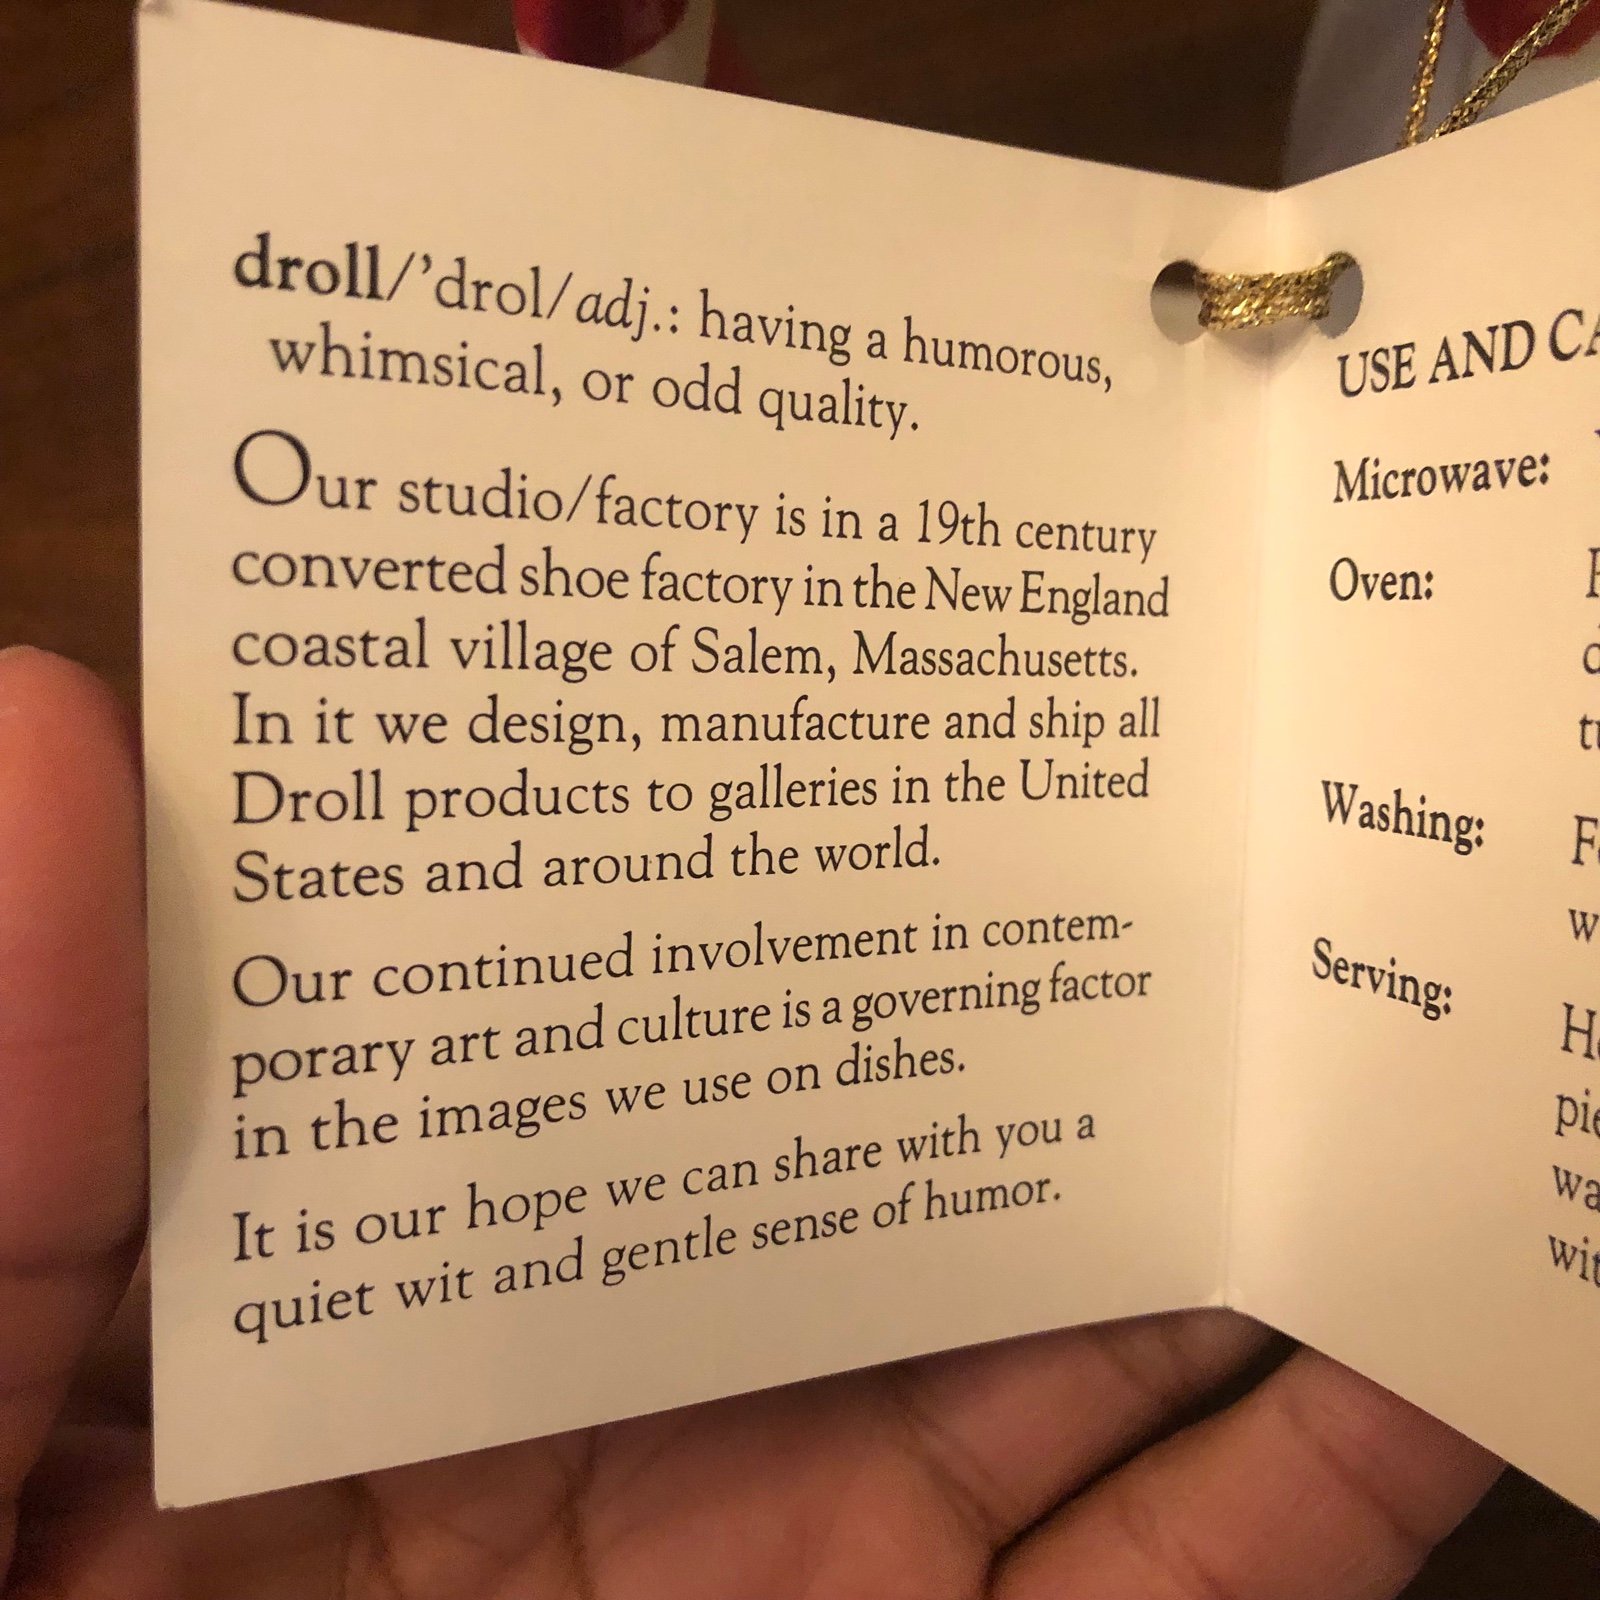 droll/'drol/adj.: having a humorous,
whimsical, or odd quality.
Our studio/factory is in a 19th century
converted shoe factory in the New England
coastal village of Salem, Massachusetts.
In it we design, manufacture and ship all
Droll products to galleries in the United
States and around the world.
Our continued involvement in contem-
porary art and culture is a governing factor
in the images we use on dishes.
It is our hope we can share with you a
quiet wit and gentle sense of humor.
USE AND
Microwave:
Oven:
Washing:
Serving: